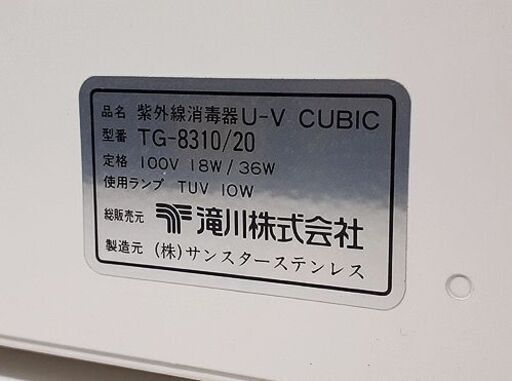 品名 紫外線消毒器 U-V CUBIC
型番 TG-8310/20
定格 100V 18W/36W
使用ランプ TUV 10W
総販売元 滝川株式会社
製造元 (株)サンスターステンレス